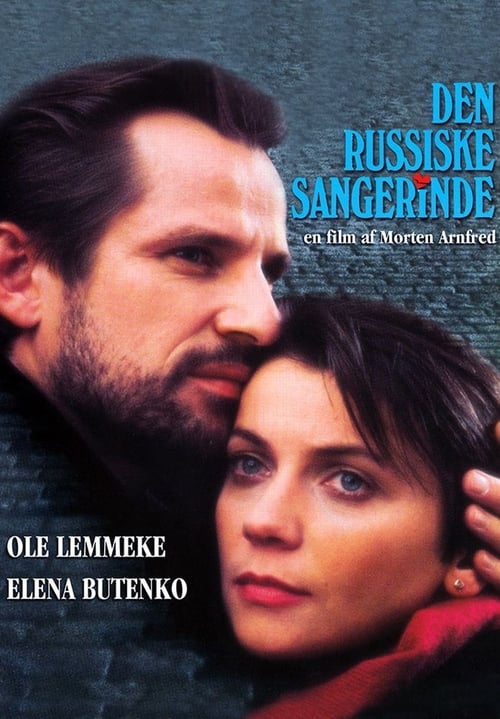 DEN
RUSSISKE
SANGERiNDE
en film af Morten Arnfred
OLE LEMMEKE
ELENA BUTENKO